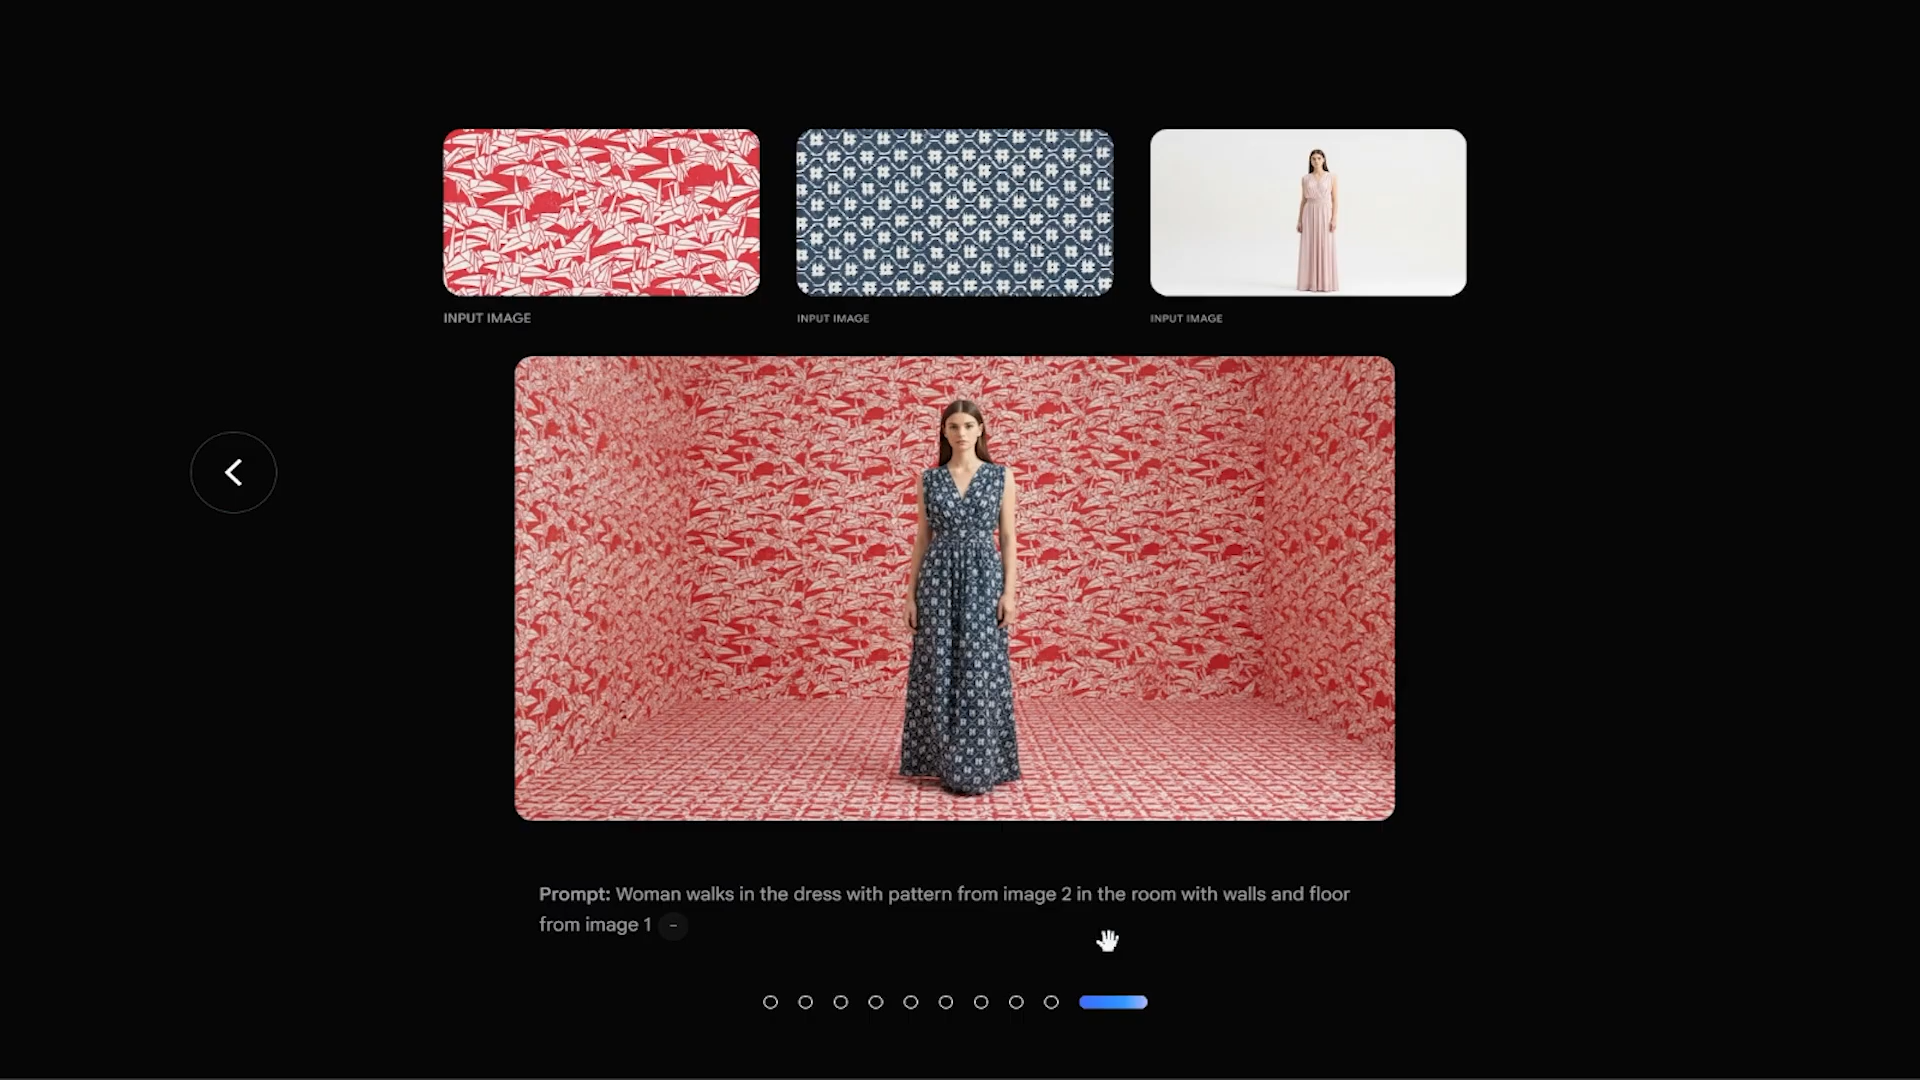 INPUT IMAGE
INPUT IMAGE
INPUT IMAGE
Prompt: Woman walks in the dress with pattern from image 2 in the room with walls and floor
from image 1